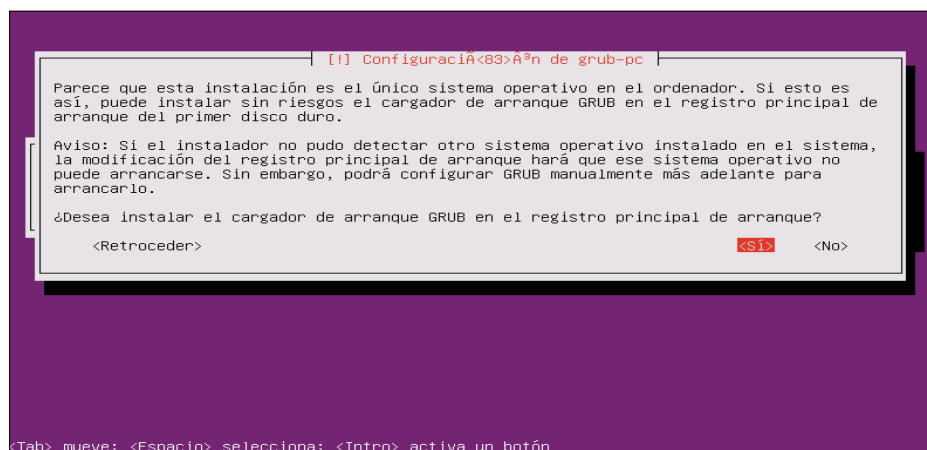 [!] ConfiguraciÃ<83>Â³n de grub-pc
Parece que esta instalación es el único sistema operativo en el ordenador. Si esto es
así, puede instalar sin riesgos el cargador de arranque GRUB en el registro principal de
arranque del primer disco duro.
Aviso: Si el instalador no pudo detectar otro sistema operativo instalado en el sistema,
la modificación del registro principal de arranque hará que ese sistema operativo no
puede arrancarse. Sin embargo, podrá configurar GRUB manualmente más adelante para
arrancarlo.
¿Desea instalar el cargador de arranque GRUB en el registro principal de arranque?
<Retroceder> <Sí> <No>
<Tab> mueve; <Espacio> selecciona; <Intro> activa un botón